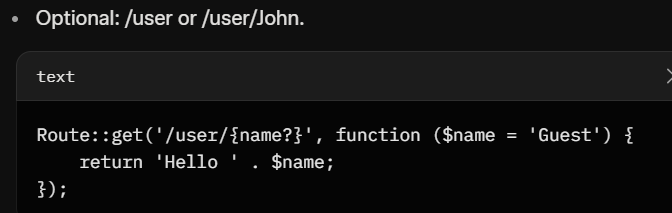 • Optional: /user or /user/John.
text
Route::get('/user/{name?}', function ($name = 'Guest') {
    return 'Hello ' . $name;
});